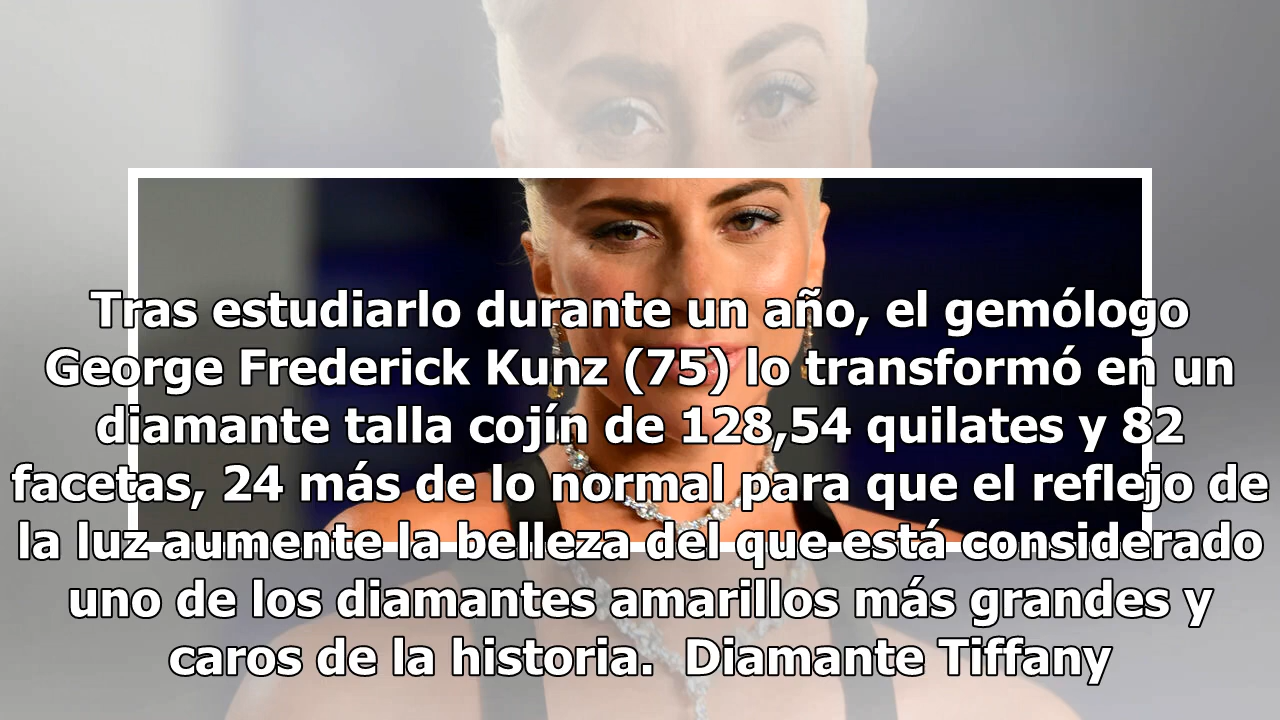 Tras estudiarlo durante un año, el gemólogo
George Frederick Kunz (75) lo transformó en un
diamante talla cojín de 128,54 quilates y 82
facetas, 24 más de lo normal para que el reflejo de
la luz aumente la belleza del que está considerado
uno de los diamantes amarillos más grandes y
caros de la historia.  Diamante Tiffany